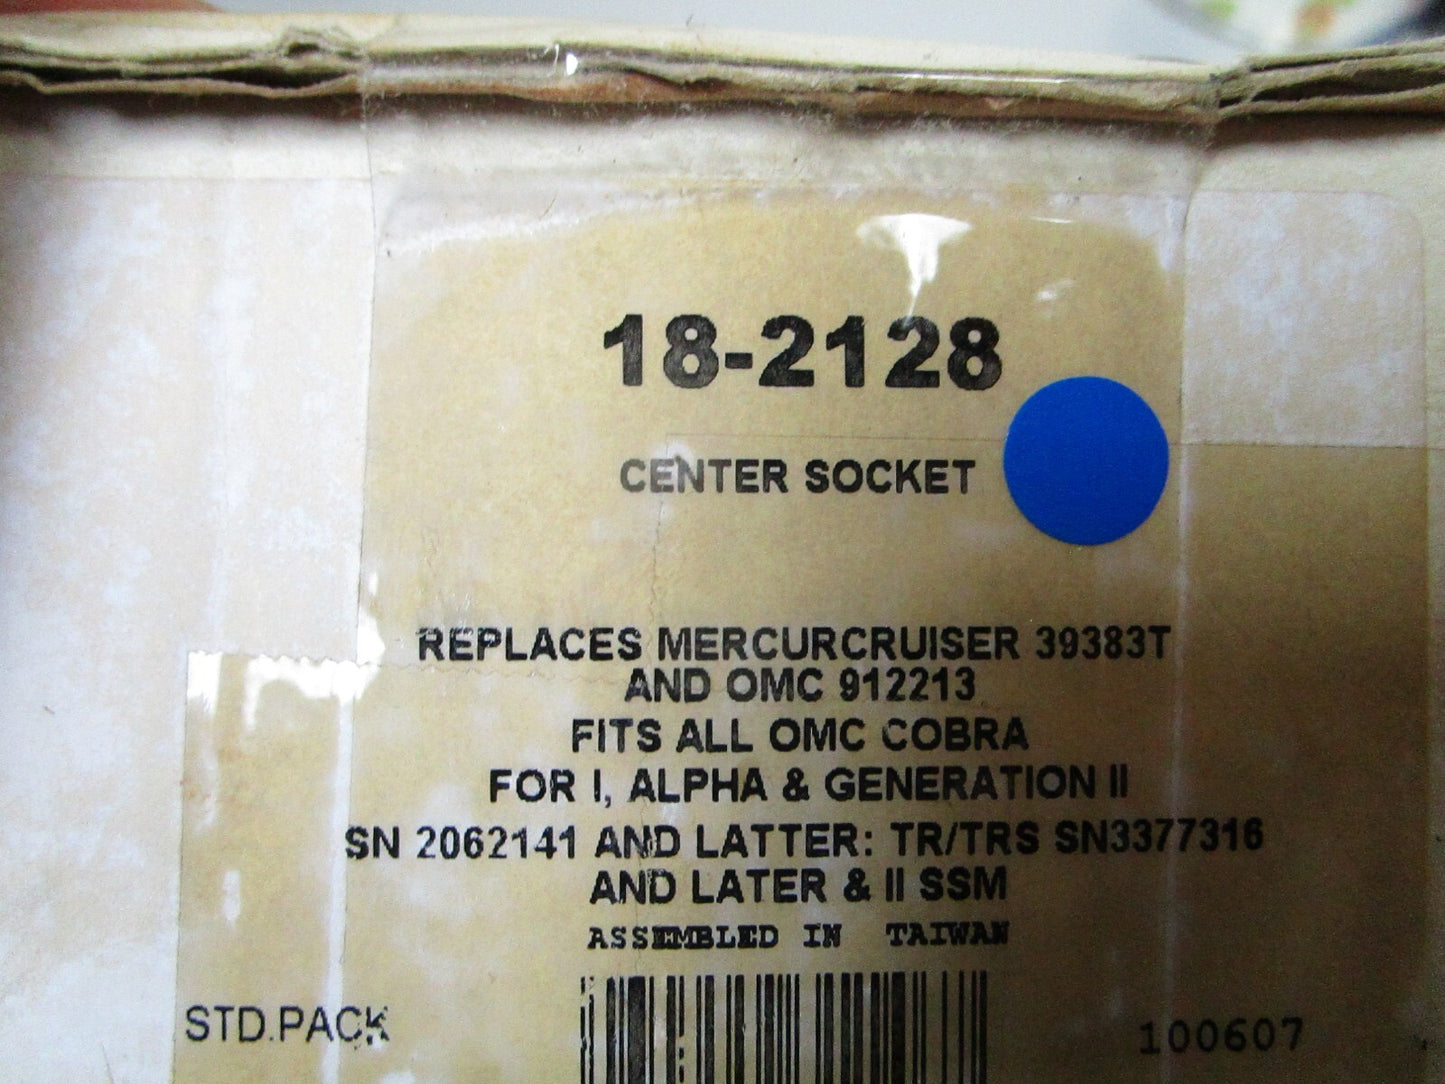 18-2128
CENTER SOCKET
REPLACES MERCURCRUISER 39383T
AND OMC 912213
FITS ALL OMC COBRA
FOR I, ALPHA & GENERATION II
SN 2062141 AND LATTER: TR/TRS SN3377316
AND LATER & II SSM
ASSEMBLED IN TAIWAN
STD.PACK
100607